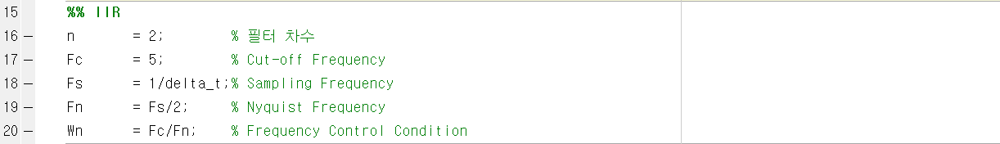 15 %% IIR
16 – n = 2; % 필터 차수
17 – Fc = 5; % Cut-off Frequency
18 – Fs = 1/delta_t;% Sampling Frequency
19 – Fn = Fs/2; % Nyquist Frequency
20 – Wn = Fc/Fn; % Frequency Control Condition